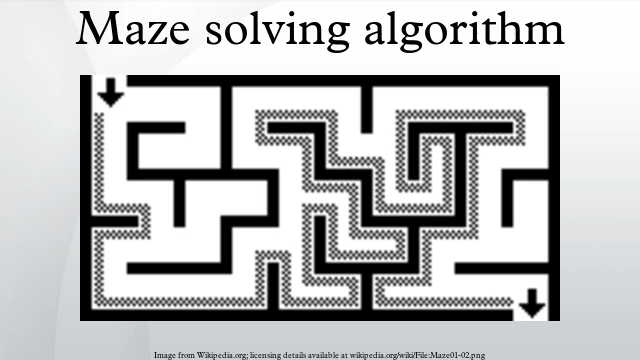 Maze solving algorithm
Image from Wikipedia.org; licensing details available at wikipedia.org/wiki/File:Maze01-02.png